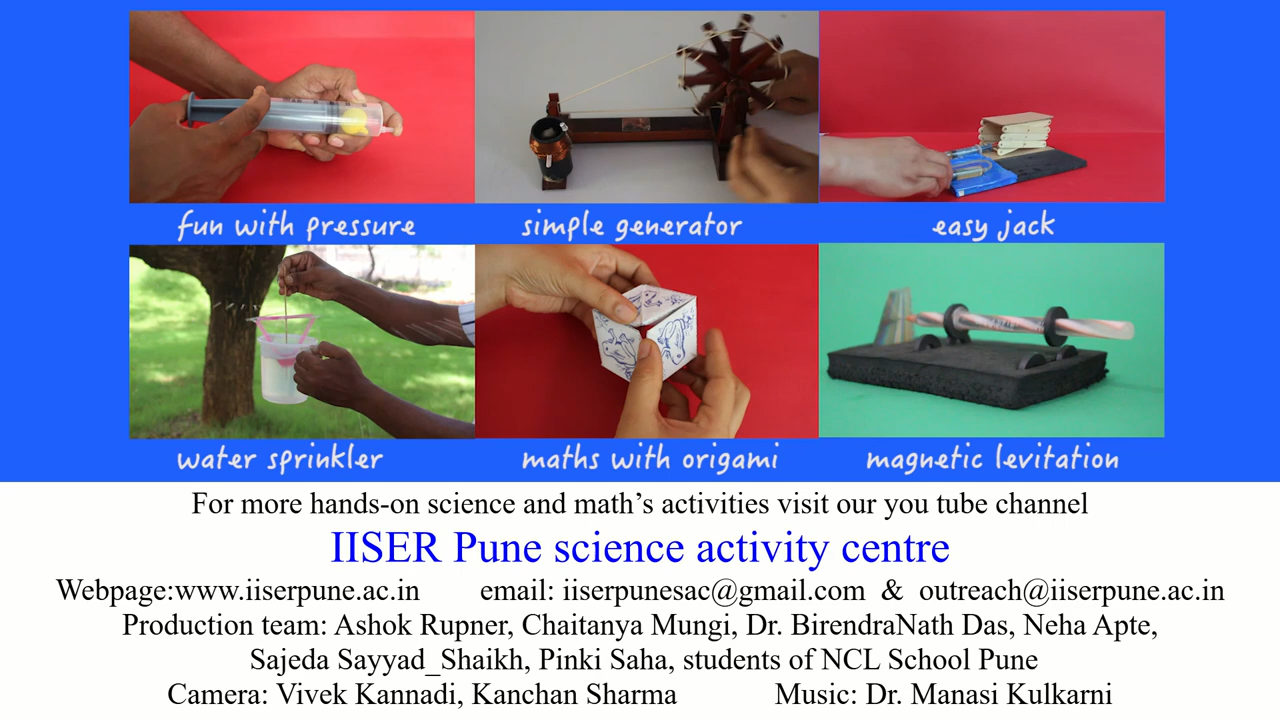 fun with pressure
simple generator
easy jack
water sprinkler
maths with origami
magnetic levitation
For more hands-on science and math’s activities visit our you tube channel
IISER Pune science activity centre
Webpage:www.iiserpune.ac.in email: iiserpunesac@gmail.com & outreach@iiserpune.ac.in
Production team: Ashok Rupner, Chaitanya Mungi, Dr. BirendraNath Das, Neha Apte,
Sajeda Sayyad_Shaikh, Pinki Saha, students of NCL School Pune
Camera: Vivek Kannadi, Kanchan Sharma Music: Dr. Manasi Kulkarni